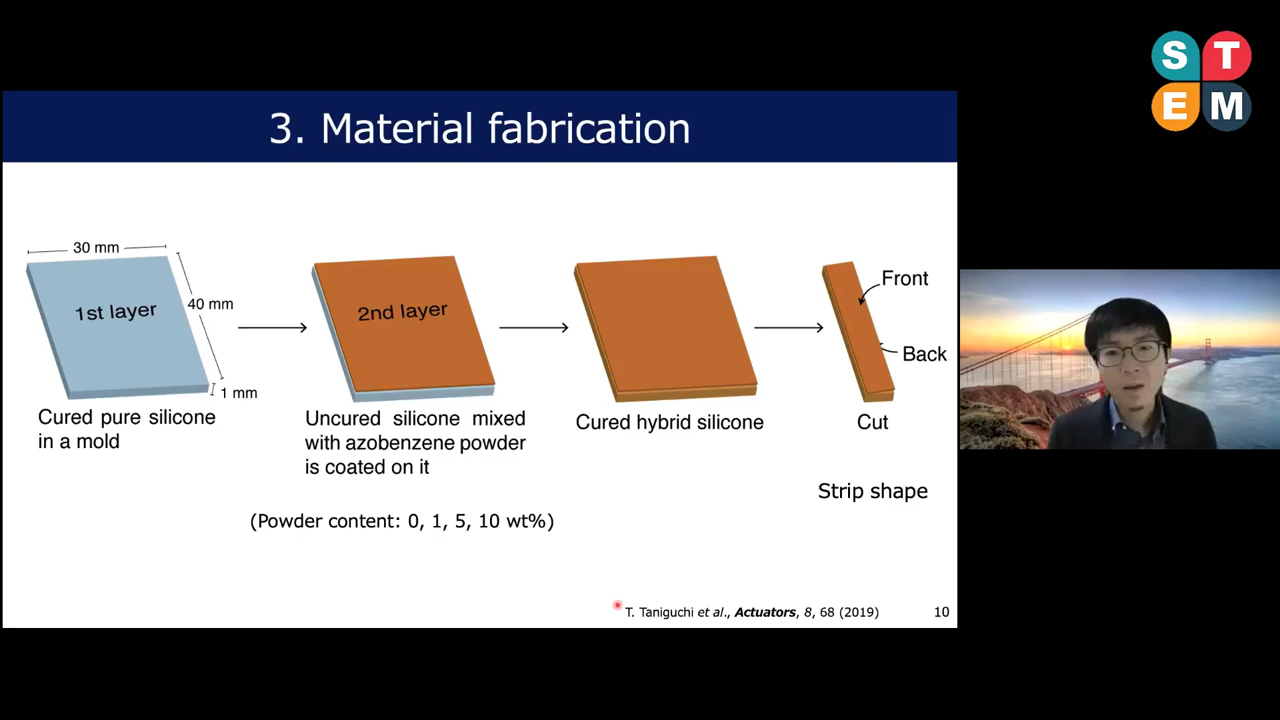 STEM
3. Material fabrication
30 mm
1st layer
40 mm
1 mm
Cured pure silicone
in a mold
2nd layer
Uncured silicone mixed
with azobenzene powder
is coated on it
(Powder content: 0, 1, 5, 10 wt%)
Cured hybrid silicone
Front
Back
Cut
Strip shape
T. Taniguchi et al., Actuators, 8, 68 (2019)
10